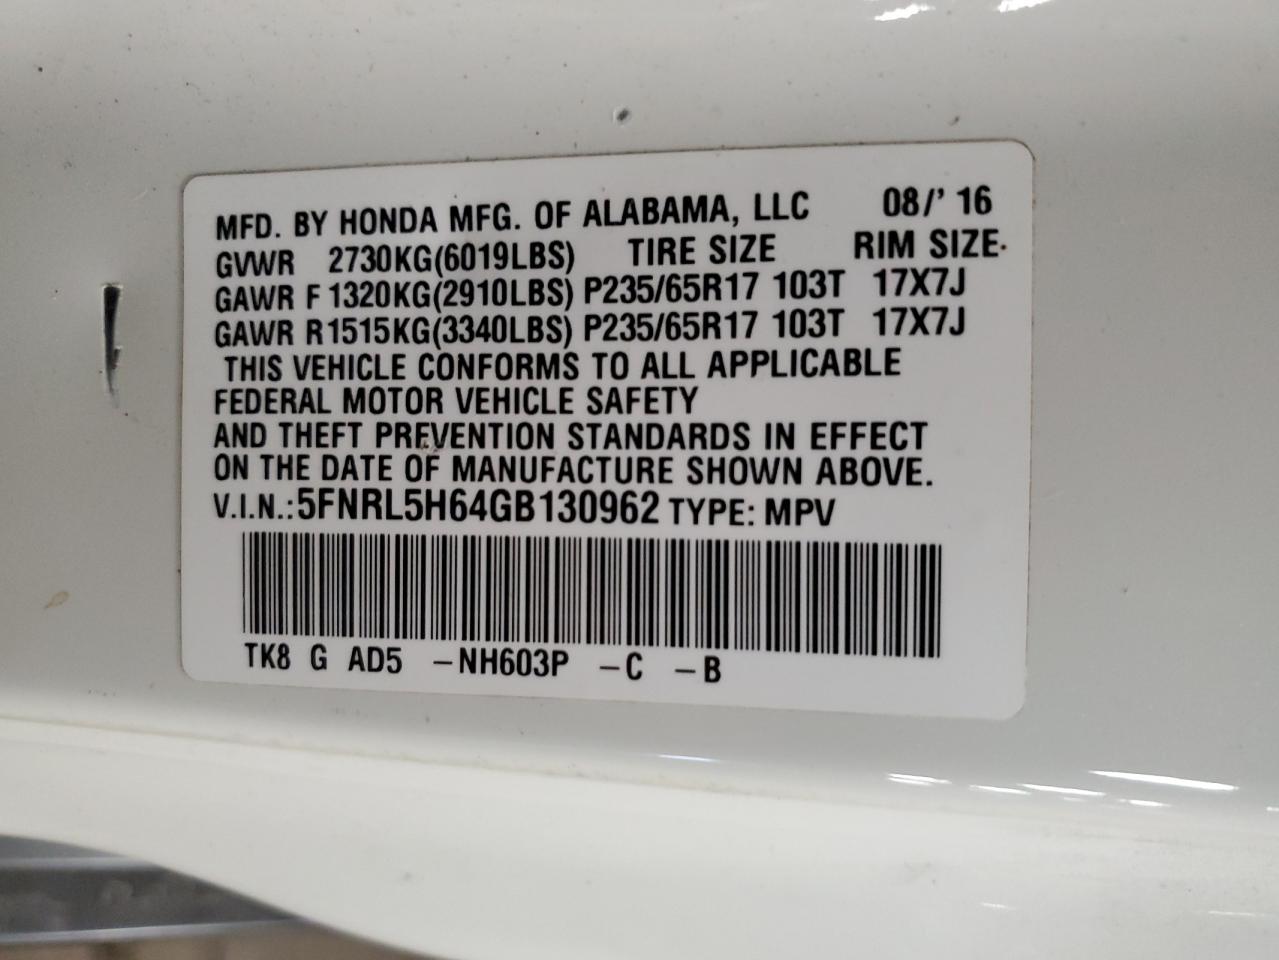 MFD. BY HONDA MFG. OF ALABAMA, LLC 08/' 16
GVWR 2730KG(6019LBS) TIRE SIZE RIM SIZE
GAWR F 1320KG(2910LBS) P235/65R17 103T 17X7J
GAWR R1515KG(3340LBS) P235/65R17 103T 17X7J
THIS VEHICLE CONFORMS TO ALL APPLICABLE
FEDERAL MOTOR VEHICLE SAFETY
AND THEFT PREVENTION STANDARDS IN EFFECT
ON THE DATE OF MANUFACTURE SHOWN ABOVE.
V.I.N.:5FNRL5H64GB130962 TYPE: MPV
TK8 G AD5 -NH603P -C -B